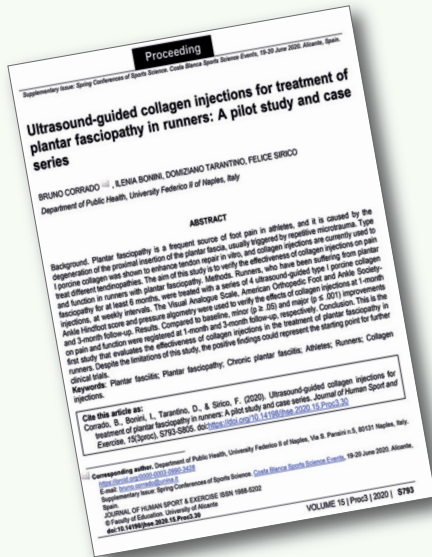 Proceeding
Supplementary Issue: Spring Conferences of Sports Science. Costa Blanca Sports Science Events, 19-20 June 2020. Alicante, Spain.
Ultrasound-guided collagen injections for treatment of
plantar fasciopathy in runners: A pilot study and case
series
BRUNO CORRADO , ILENIA BONINI, DOMIZIANO TARANTINO, FELICE SIRICO
Department of Public Health, University Federico II of Naples, Italy
ABSTRACT
Background. Plantar fasciopathy is a frequent source of foot pain in athletes, and it is caused by the
degeneration of the proximal insertion of the plantar fascia, usually triggered by repetitive microtrauma. Type
I porcine collagen was shown to enhance tendon repair in vitro, and collagen injections are currently used to
treat different tendinopathies. The aim of this study is to verify the effectiveness of collagen injections on pain
and function in runners with plantar fasciopathy. Methods. Runners, who have been suffering from plantar
fasciopathy for at least 6 months, were treated with a series of 4 ultrasound-guided type I porcine collagen
injections, at weekly intervals. The Visual Analogue Scale, American Orthopedic Foot and Ankle Society-
Ankle Hindfoot score and pressure algometry were used to verify the effects of collagen injections at 1-month
and 3-month follow-up. Results. Compared to baseline, minor (p ≥ .05) and major (p ≤ .001) improvements
on pain and function were registered at 1-month and 3-month follow-up, respectively. Conclusion. This is the
first study that evaluates the effectiveness of collagen injections in the treatment of plantar fasciopathy in
runners. Despite the limitations of this study, the positive findings could represent the starting point for further
clinical trials.
Keywords: Plantar fasciitis; Plantar fasciopathy; Chronic plantar fasciitis; Athletes; Runners; Collagen
injections.
Cite this article as:
Corrado, B., Bonini, I., Tarantino, D., & Sirico, F. (2020). Ultrasound-guided collagen injections for
treatment of plantar fasciopathy in runners: A pilot study and case series. Journal of Human Sport and
Exercise, 15(3proc), S793-S805. doi:https://doi.org/10.14198/jhse.2020.15.Proc3.30
Corresponding author. Department of Public Health, University Federico II of Naples, Via S. Pansini n.5, 80131 Naples, Italy.
E-mail: bruno.corrado@unina.it
Supplementary Issue: Spring Conferences of Sports Science. Costa Blanca Sports Science Events, 19-20 June 2020. Alicante,
Spain.
JOURNAL OF HUMAN SPORT & EXERCISE ISSN 1988-5202
© Faculty of Education. University of Alicante
doi:10.14198/jhse.2020.15.Proc3.30
VOLUME 15 | Proc3 | 2020 | S793